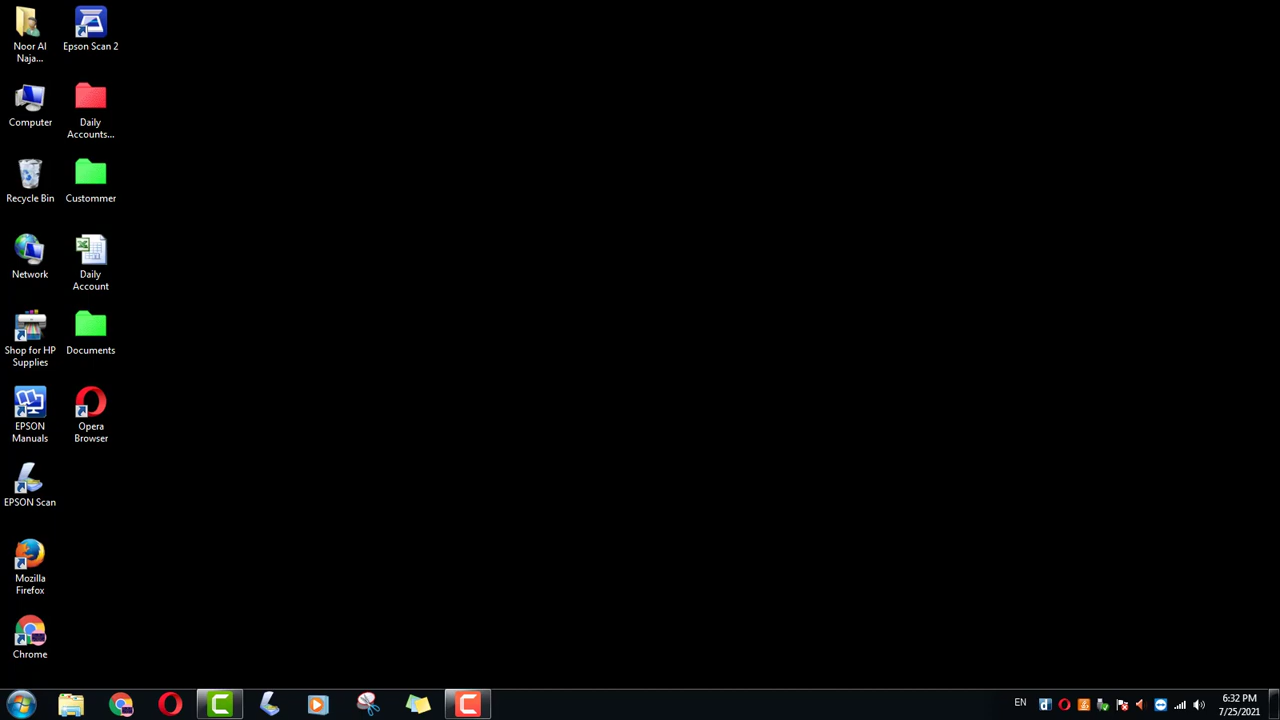 Noor Al
Naja...
Epson Scan 2
Computer
Daily
Accounts...
Recycle Bin
Custommer
Network
Daily
Account
Shop for HP
Supplies
Documents
EPSON
Manuals
Opera
Browser
EPSON Scan
Mozilla
Firefox
Chrome
EN
6:32 PM
7/25/2021